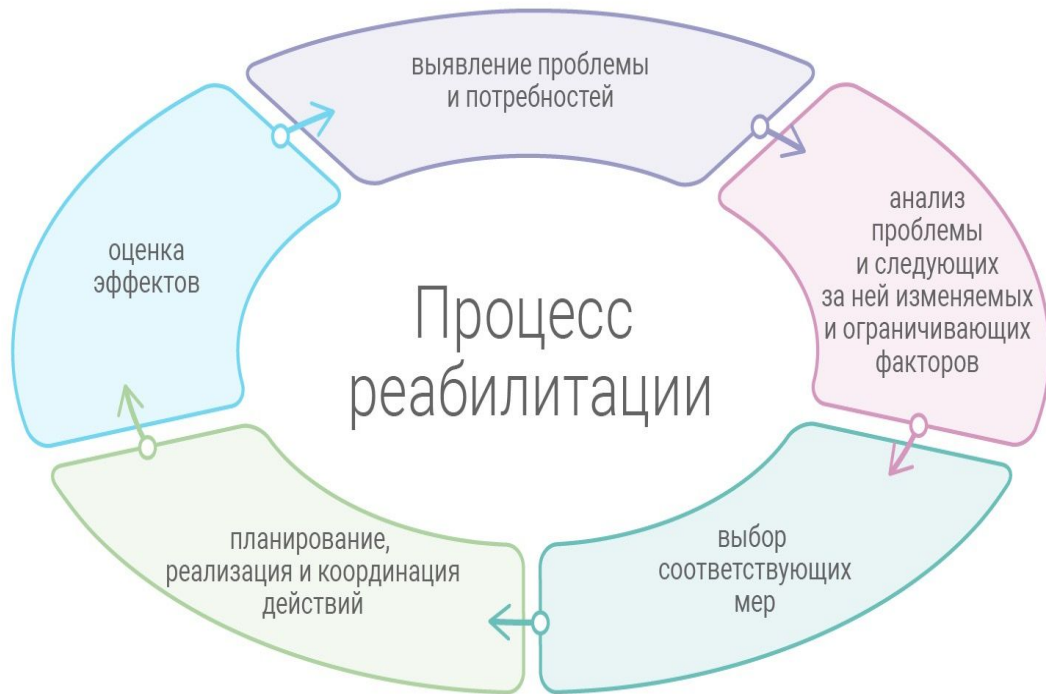 выявление проблемы
и потребностей
анализ
проблемы
и следующих
за ней изменяемых
и ограничивающих
факторов
выбор
соответствующих
мер
планирование,
реализация и координация
действий
оценка
эффектов
Процесс
реабилитации